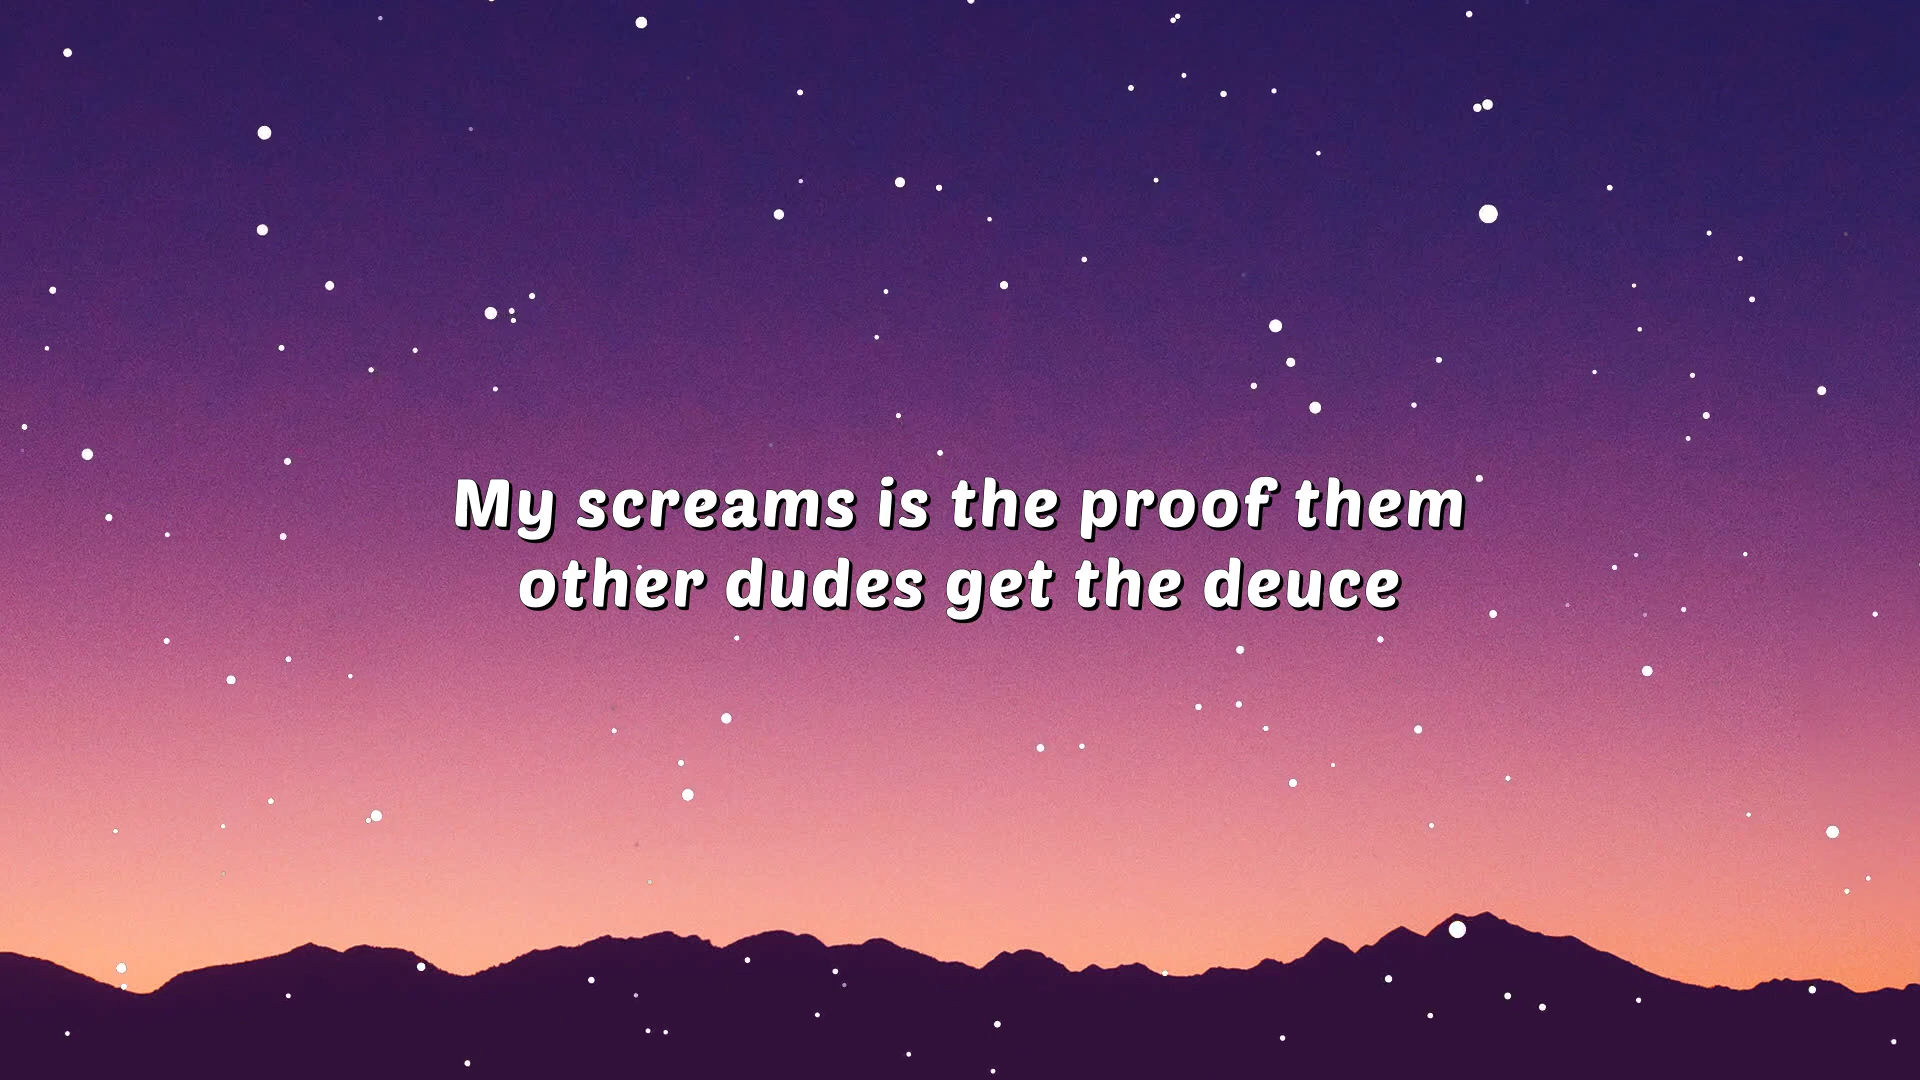 My screams is the proof them
other dudes get the deuce